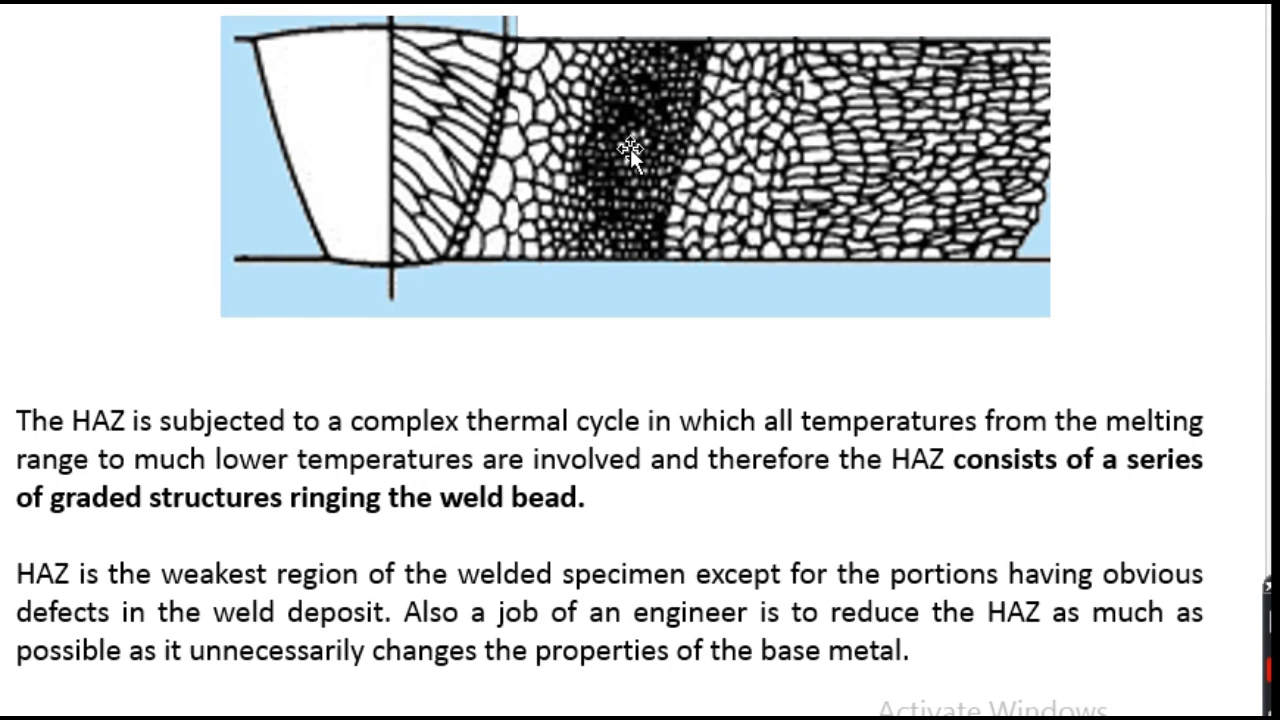 The HAZ is subjected to a complex thermal cycle in which all temperatures from the melting
range to much lower temperatures are involved and therefore the HAZ consists of a series
of graded structures ringing the weld bead.
HAZ is the weakest region of the welded specimen except for the portions having obvious
defects in the weld deposit. Also a job of an engineer is to reduce the HAZ as much as
possible as it unnecessarily changes the properties of the base metal.
Activate Windows